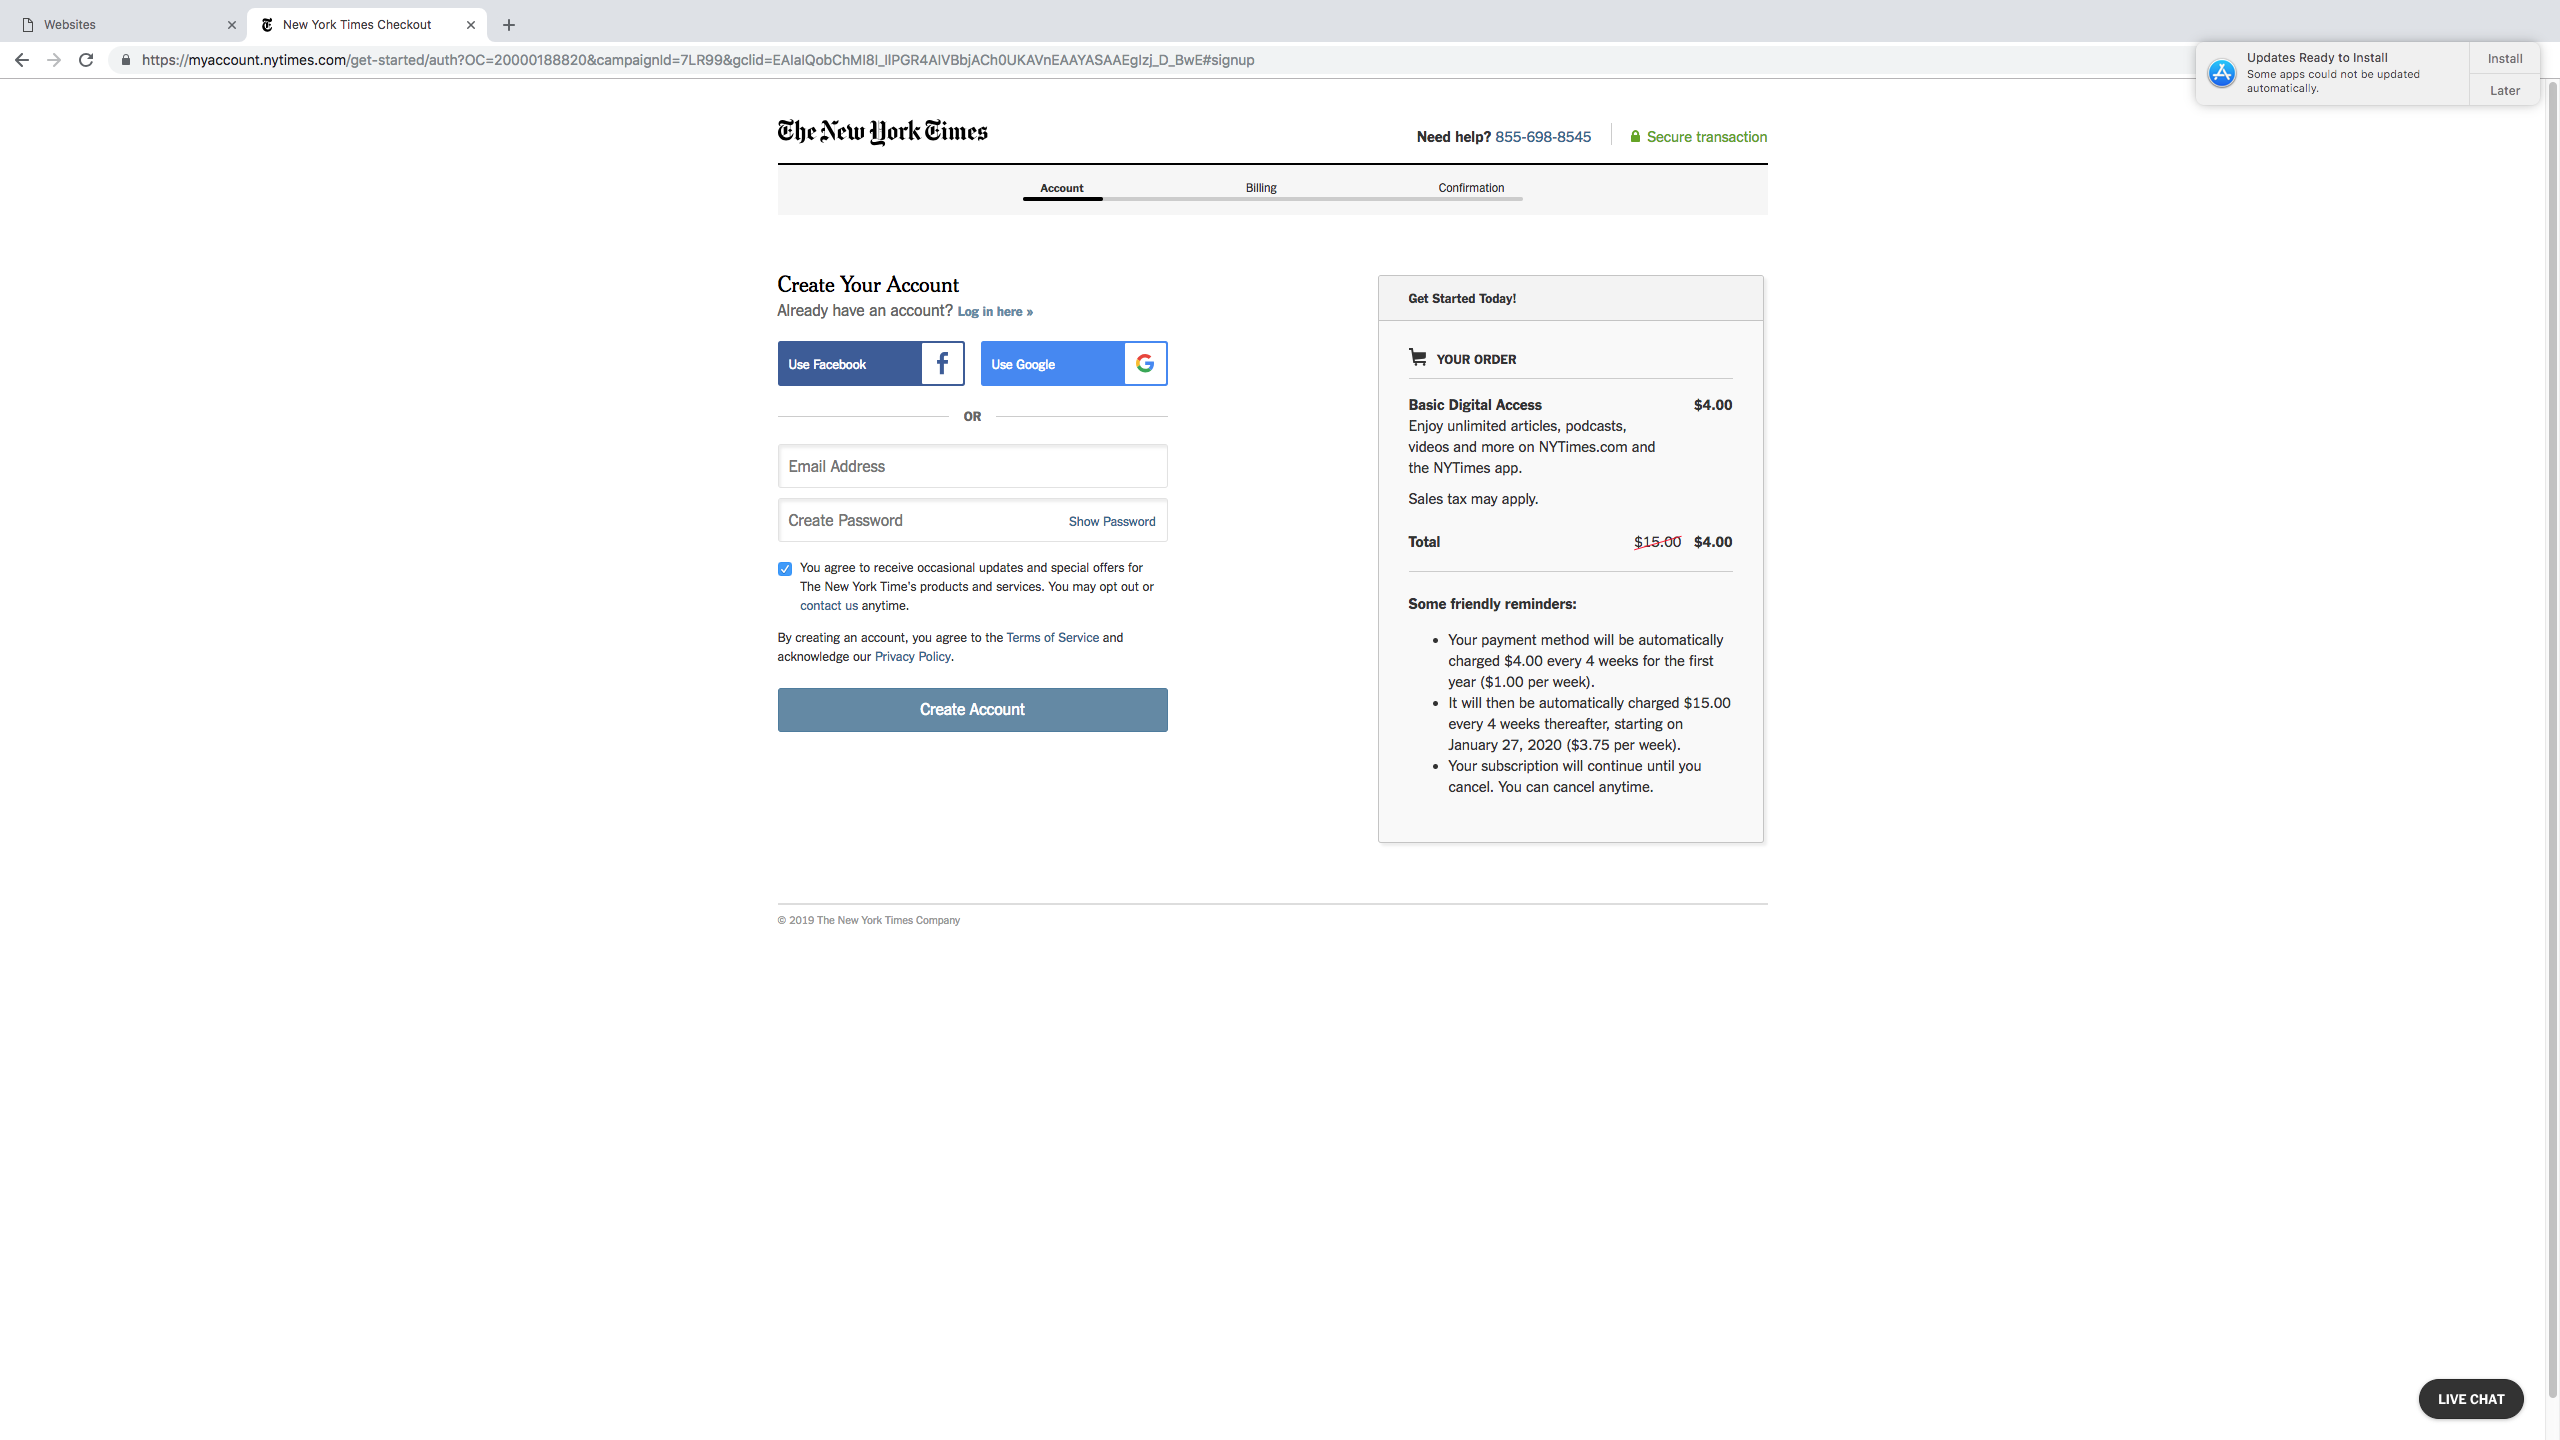 Websites
New York Times Checkout
https://myaccount.nytimes.com/get-started/auth?OC=20000188820&campaignId=7LR99&gclid=EAIaIQobChMI8I_IlPGR4AIVBbjACh0UKAVnEAAYASAAEgIzj_D_BwE#signup
Updates Ready to Install
Some apps could not be updated
automatically.
Install
Later
The New York Times
Need help? 855-698-8545
Secure transaction
Account
Billing
Confirmation
Create Your Account
Already have an account? Log in here »
Use Facebook
Use Google
OR
Email Address
Create Password
Show Password
You agree to receive occasional updates and special offers for
The New York Time's products and services. You may opt out or
contact us anytime.
By creating an account, you agree to the Terms of Service and
acknowledge our Privacy Policy.
Create Account
Get Started Today!
YOUR ORDER
Basic Digital Access $4.00
Enjoy unlimited articles, podcasts,
videos and more on NYTimes.com and
the NYTimes app.
Sales tax may apply.
Total $15.00 $4.00
Some friendly reminders:
• Your payment method will be automatically
charged $4.00 every 4 weeks for the first
year ($1.00 per week).
• It will then be automatically charged $15.00
every 4 weeks thereafter, starting on
January 27, 2020 ($3.75 per week).
• Your subscription will continue until you
cancel. You can cancel anytime.
© 2019 The New York Times Company
LIVE CHAT